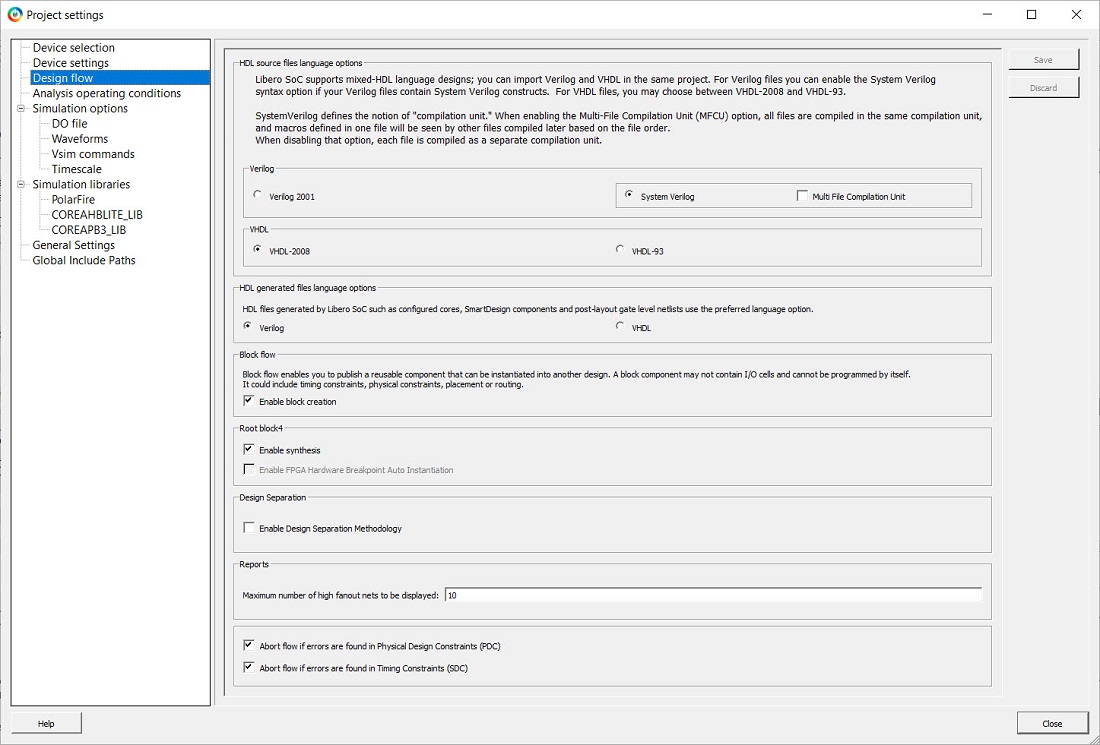 Project settings
Device selection
Device settings
Design flow
Analysis operating conditions
Simulation options
DO file
Waveforms
Vsim commands
Timescale
Simulation libraries
PolarFire
COREAHBLITE_LIB
COREAPB3_LIB
General Settings
Global Include Paths
HDL source files language options
Libero SoC supports mixed-HDL language designs; you can import Verilog and VHDL in the same project. For Verilog files you can enable the System Verilog
syntax option if your Verilog files contain System Verilog constructs. For VHDL files, you may choose between VHDL-2008 and VHDL-93.
SystemVerilog defines the notion of "compilation unit." When enabling the Multi-File Compilation Unit (MFCU) option, all files are compiled in the same compilation unit,
and macros defined in one file will be seen by other files compiled later based on the file order.
When disabling that option, each file is compiled as a separate compilation unit.
Verilog
Verilog 2001
System Verilog
Multi File Compilation Unit
VHDL
VHDL-2008
VHDL-93
HDL generated files language options
HDL files generated by Libero SoC such as configured cores, SmartDesign components and post-layout gate level netlists use the preferred language option.
Verilog
VHDL
Block flow
Block flow enables you to publish a reusable component that can be instantiated into another design. A block component may not contain I/O cells and cannot be programmed by itself.
It could include timing constraints, physical constraints, placement or routing.
Enable block creation
Root block4
Enable synthesis
Enable FPGA Hardware Breakpoint Auto Instantiation
Design Separation
Enable Design Separation Methodology
Reports
Maximum number of high fanout nets to be displayed: 10
Abort flow if errors are found in Physical Design Constraints (PDC)
Abort flow if errors are found in Timing Constraints (SDC)
Save
Discard
Help
Close